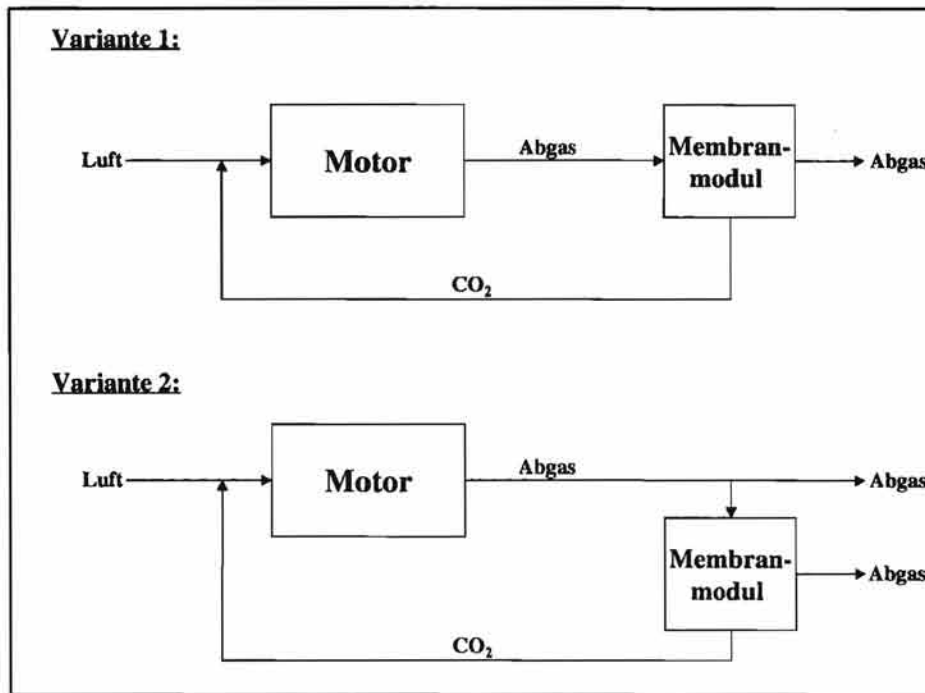 Variante 1:
Luft
Motor
Abgas
Membran-
modul
Abgas
CO₂
Variante 2:
Luft
Motor
Abgas
Abgas
Membran-
modul
Abgas
CO₂